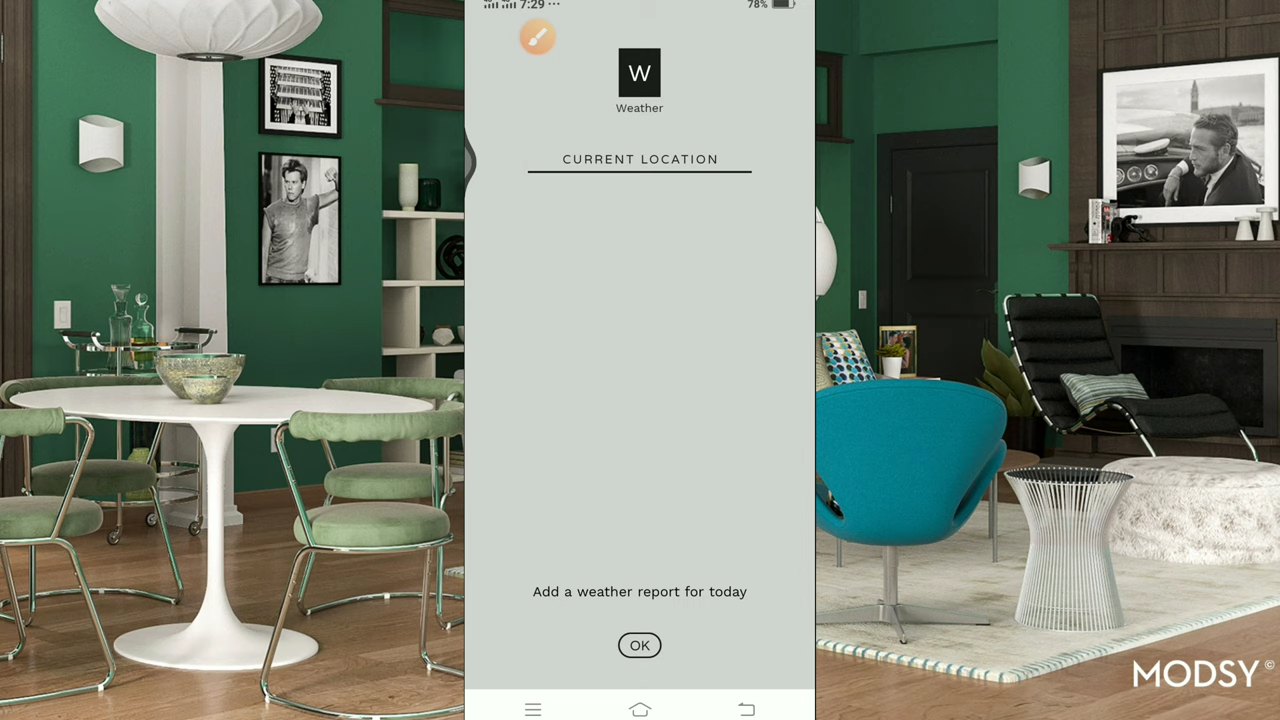 7:29 ...
78%
W
Weather
CURRENT LOCATION
Add a weather report for today
OK
MODSY©